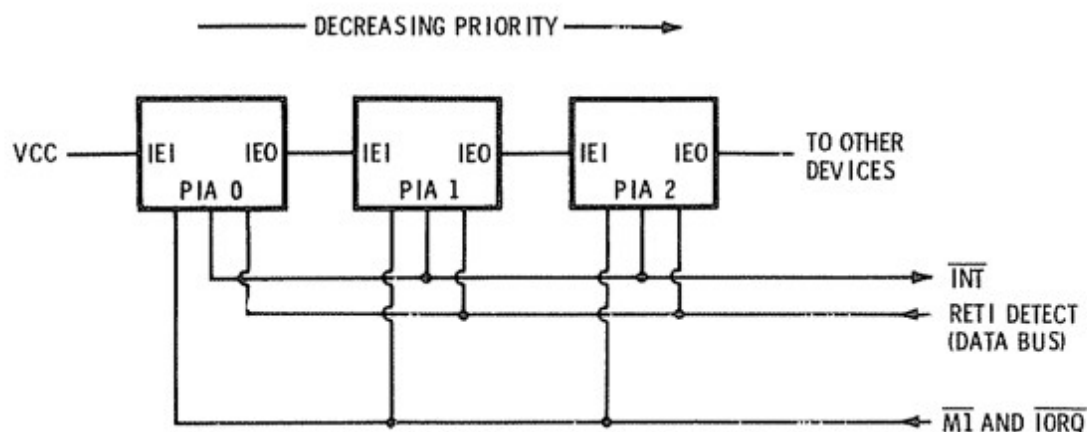 DECREASING PRIORITY
VCC
IEI IEO
PIA 0
IEI IEO
PIA 1
IEI IEO
PIA 2
TO OTHER
DEVICES
INT
RETI DETECT
(DATA BUS)
M1 AND IORQ